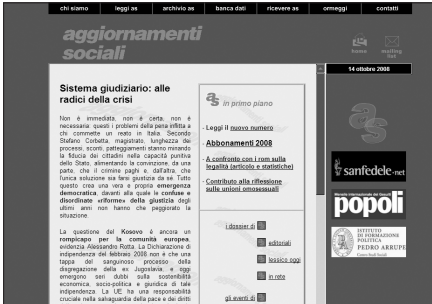 chi siamo leggi as archivio as banca dati ricevere as ormeggi contatti
aggiornamenti
sociali
home mailing
list
14 ottobre 2008
Sistema giudiziario: alle
radici della crisi
Non è immediata, non è certa, non è
necessaria: questi i problemi della pena inflitta a
chi commette un reato in Italia. Secondo
Stefano Corbetta, magistrato, lunghezza dei
processi, sconti, patteggiamenti stanno minando
la fiducia dei cittadini nella capacità punitiva
dello Stato, alimentando la convinzione, da una
parte, che il crimine paghi e, dall'altra, che
l'unica soluzione sia farsi giustizia da sé. Tutto
questo crea una vera e propria emergenza
democratica, davanti alla quale le confuse e
disordinate «riforme» della giustizia degli
ultimi anni non hanno che peggiorato la
situazione.
La questione del Kosovo è ancora un
rompicapo per la comunità europea,
evidenzia Alessandro Rotta. La Dichiarazione di
indipendenza del febbraio 2008 non è che una
tappa del sanguinoso processo della
disgregazione della ex Jugoslavia, e oggi
emergono seri dubbi sulla sostenibilità
economica, socio-politica e giuridica di tale
indipendenza. La UE ha una responsabilità
cruciale nella salvaguardia della pace e dei diritti
as in primo piano
- Leggi il nuovo numero
- Abbonamenti 2008
- A confronto con i rom sulla
legalità (articolo e statistiche)
- Contributo alla riflessione
sulle unioni omosessuali
i dossier di
editoriali
lessico oggi
in rete
gli eventi di
as
sanfedele.net
Mensile internazionale dei Gesuiti
popoli
ISTITUTO
DI FORMAZIONE
POLITICA
PEDRO ARRUPE
Centro Studi Sociali